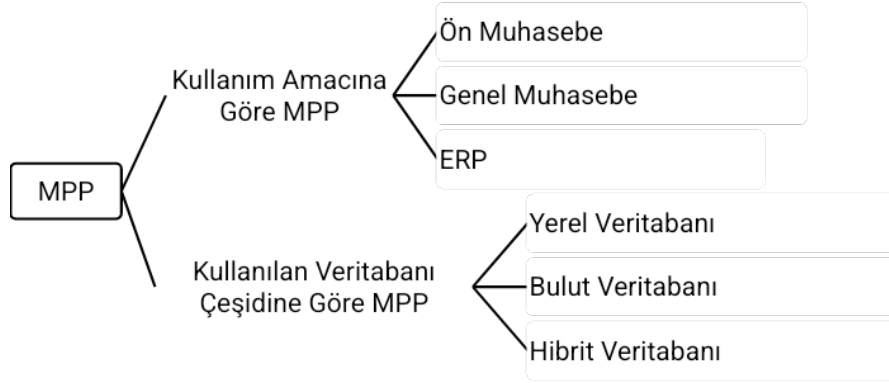 MPP
Kullanım Amacına
Göre MPP
Ön Muhasebe
Genel Muhasebe
ERP
Kullanılan Veritabanı
Çeşidine Göre MPP
Yerel Veritabanı
Bulut Veritabanı
Hibrit Veritabanı